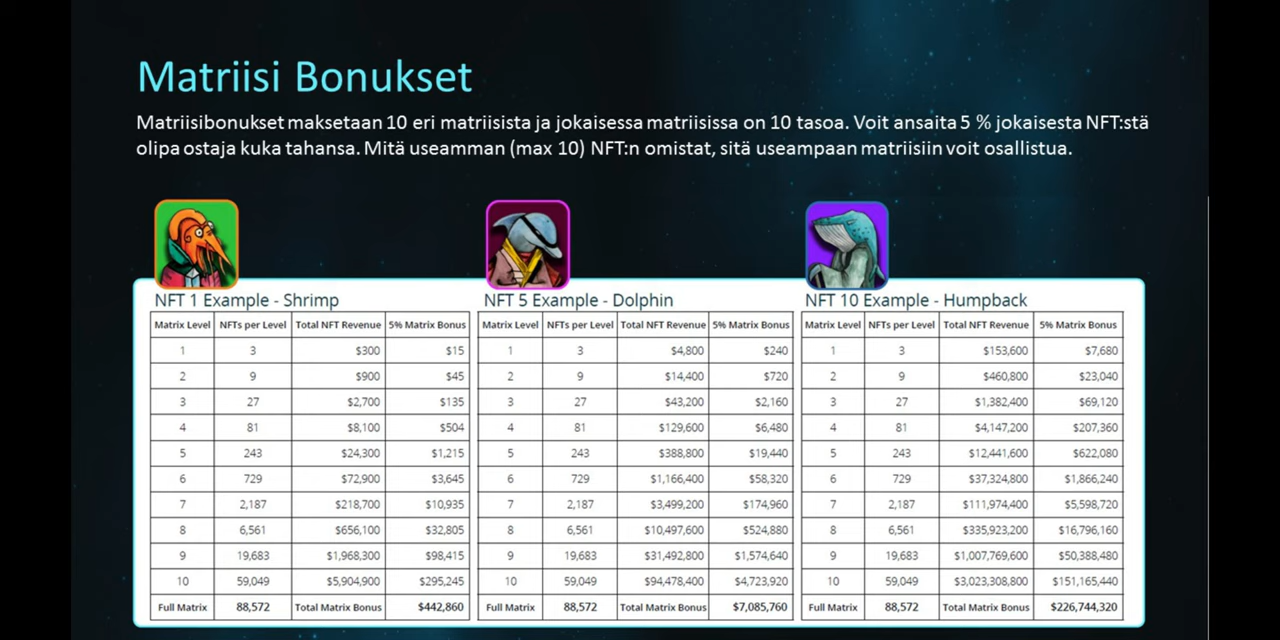 Matriisi Bonukset
Matriisibonukset maksetaan 10 eri matriisista ja jokaisessa matriisissa on 10 tasoa. Voit ansaita 5 % jokaisesta NFT:stä
olipa ostaja kuka tahansa. Mitä useamman (max 10) NFT:n omistat, sitä useampaan matriisiin voit osallistua.
NFT 1 Example - Shrimp
Matrix Level NFTs per Level Total NFT Revenue 5% Matrix Bonus
1 3 $300 $15
2 9 $900 $45
3 27 $2,700 $135
4 81 $8,100 $504
5 243 $24,300 $1,215
6 729 $72,900 $3,645
7 2,187 $218,700 $10,935
8 6,561 $656,100 $32,805
9 19,683 $1,968,300 $98,415
10 59,049 $5,904,900 $295,245
Full Matrix 88,572 Total Matrix Bonus $442,860
NFT 5 Example - Dolphin
Matrix Level NFTs per Level Total NFT Revenue 5% Matrix Bonus
1 3 $4,800 $240
2 9 $14,400 $720
3 27 $43,200 $2,160
4 81 $129,600 $6,480
5 243 $388,800 $19,440
6 729 $1,166,400 $58,320
7 2,187 $3,499,200 $174,960
8 6,561 $10,497,600 $524,880
9 19,683 $31,492,800 $1,574,640
10 59,049 $94,478,400 $4,723,920
Full Matrix 88,572 Total Matrix Bonus $7,085,760
NFT 10 Example - Humpback
Matrix Level NFTs per Level Total NFT Revenue 5% Matrix Bonus
1 3 $153,600 $7,680
2 9 $460,800 $23,040
3 27 $1,382,400 $69,120
4 81 $4,147,200 $207,360
5 243 $12,441,600 $622,080
6 729 $37,324,800 $1,866,240
7 2,187 $111,974,400 $5,598,720
8 6,561 $335,923,200 $16,796,160
9 19,683 $1,007,769,600 $50,388,480
10 59,049 $3,023,308,800 $151,165,440
Full Matrix 88,572 Total Matrix Bonus $226,744,320